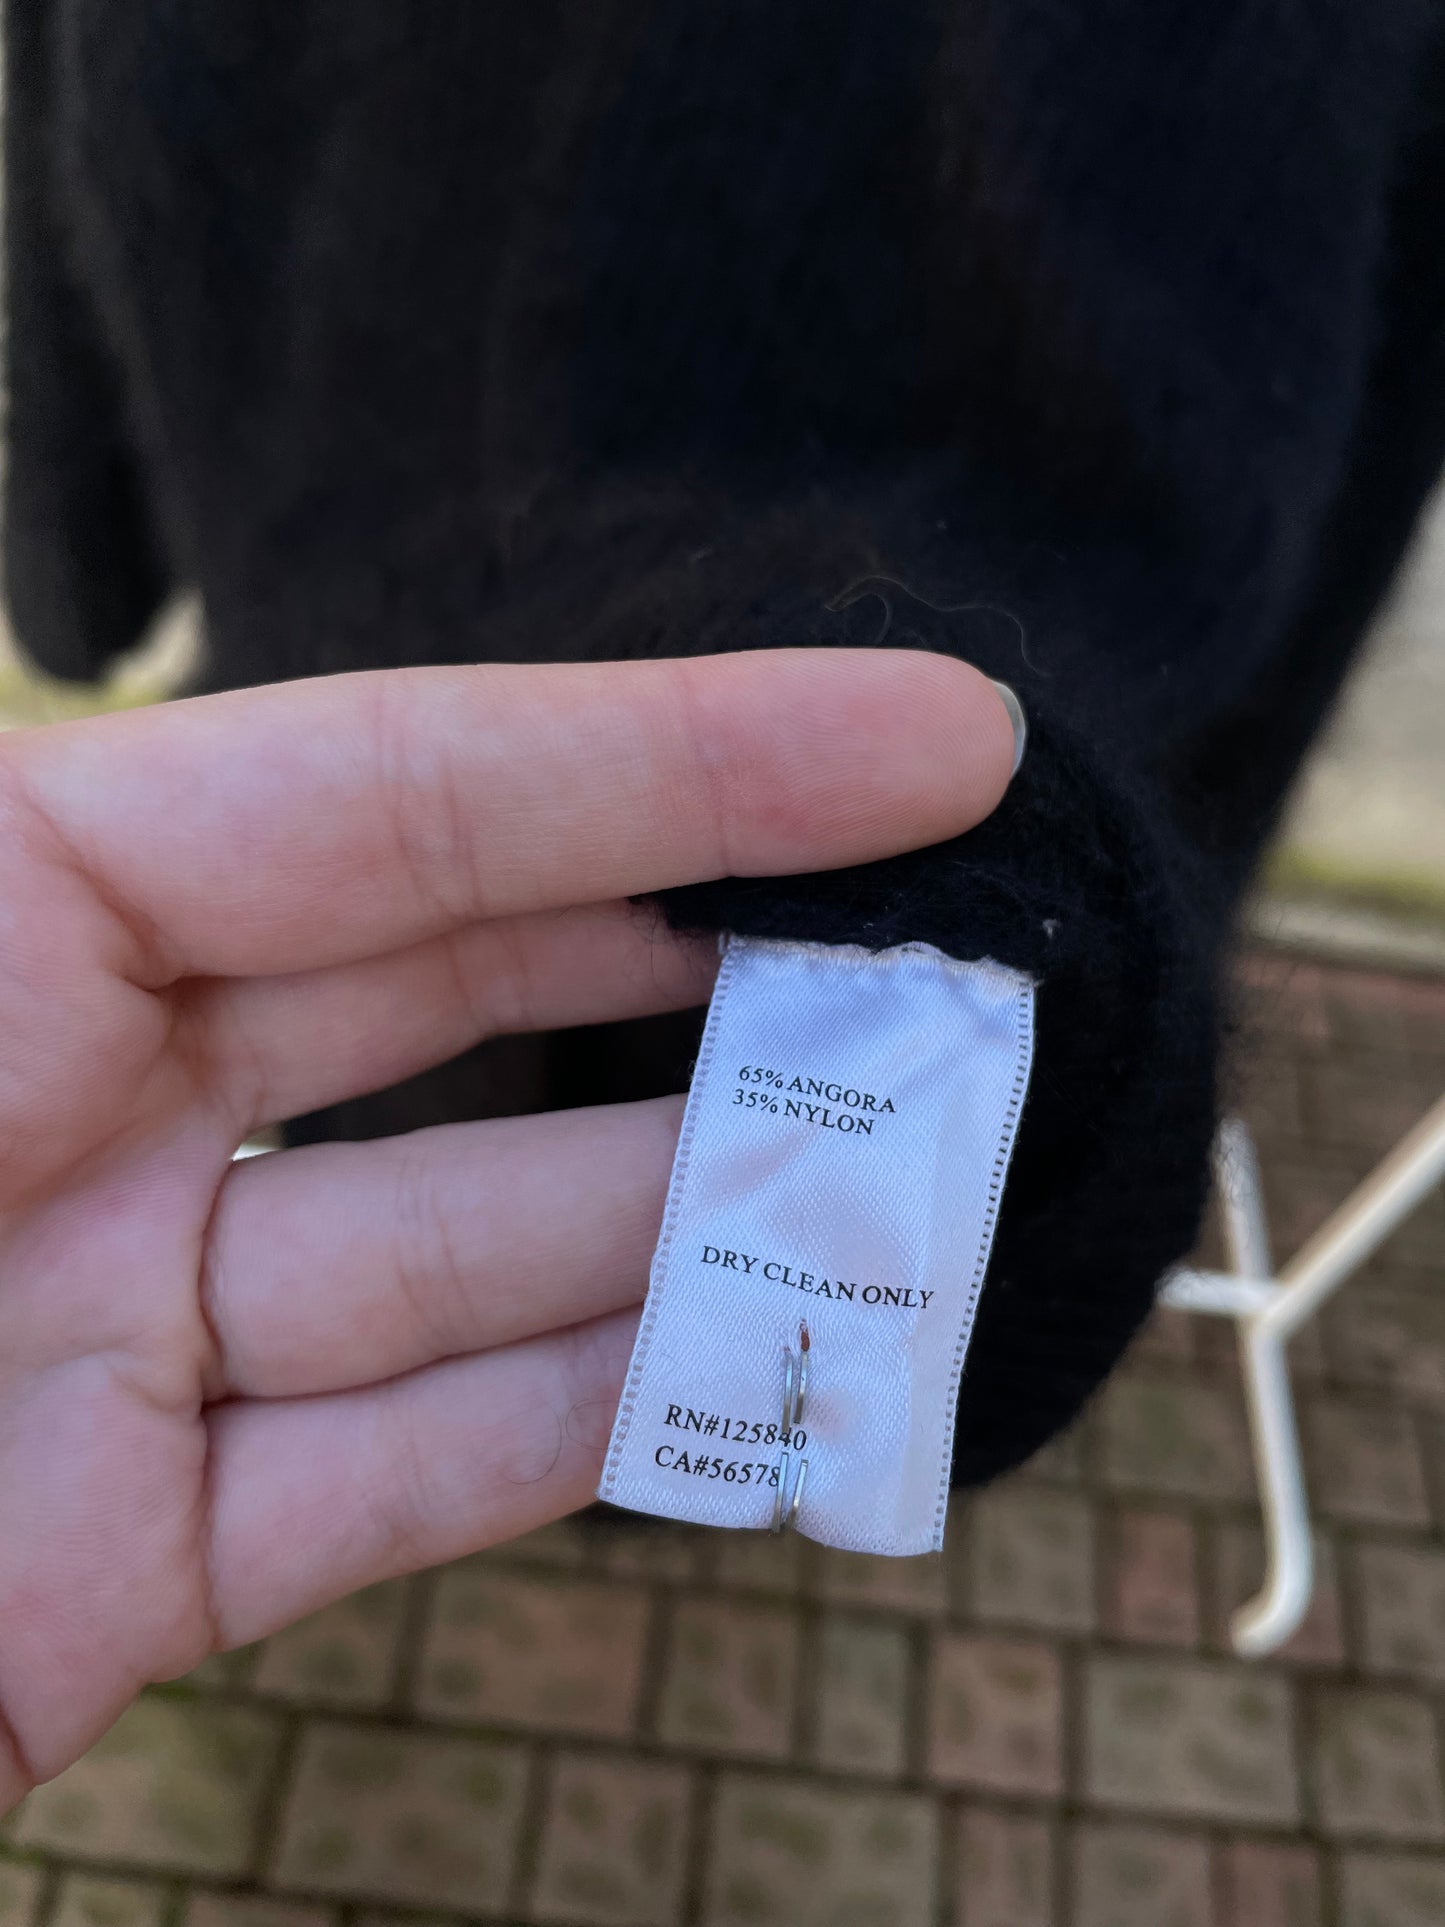 65% ANGORA
35% NYLON
DRY CLEAN ONLY
RN#125840
CA#56578